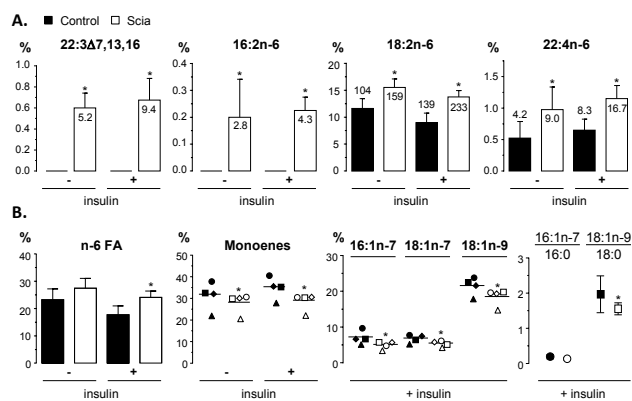 A. Control Scia
22:3Δ7,13,16 16:2n-6 18:2n-6 22:4n-6
% % % %
1.0 0.4 20 1.5
0.8 0.3 15 1.0
0.6 0.2 10 0.5
0.4 0.1 5 0.0
0.2 0.0 0
0.0
* 5.2 * 9.4
* 2.8 * 4.3
104 * 159 139 * 233
4.2 * 9.0 8.3 * 16.7
- + - + - + - +
insulin insulin insulin insulin
B.
n-6 FA Monoenes 16:1n-7 18:1n-7 18:1n-9 16:1n-7 18:1n-9
16:0 18:0
% % %
40 50 30 3
30 40 20 2
20 30 10 1
10 20 0 0
0 10
0
* * * * * * *
- + - +
insulin insulin + insulin + insulin